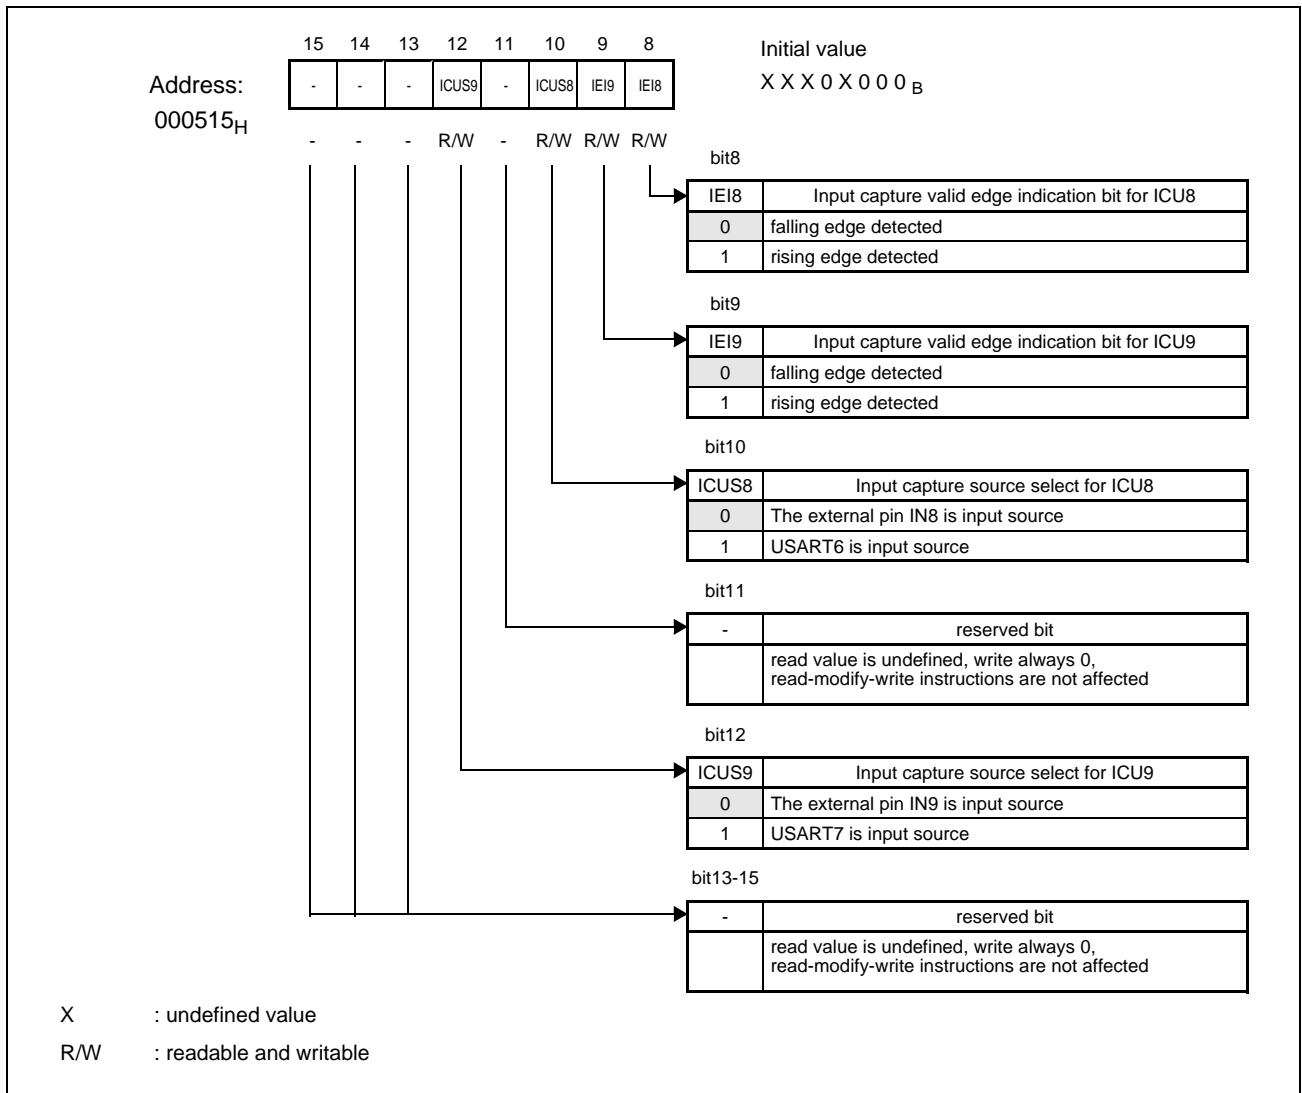 15 14 13 12 11 10 9 8
Initial value
Address:
- - - ICUS9 - ICUS8 IEI9 IEI8
X X X 0 X 0 0 0 B
000515H
- - - R/W - R/W R/W R/W
bit8
IEI8 Input capture valid edge indication bit for ICU8
0 falling edge detected
1 rising edge detected
bit9
IEI9 Input capture valid edge indication bit for ICU9
0 falling edge detected
1 rising edge detected
bit10
ICUS8 Input capture source select for ICU8
0 The external pin IN8 is input source
1 USART6 is input source
bit11
- reserved bit
read value is undefined, write always 0,
read-modify-write instructions are not affected
bit12
ICUS9 Input capture source select for ICU9
0 The external pin IN9 is input source
1 USART7 is input source
bit13-15
- reserved bit
read value is undefined, write always 0,
read-modify-write instructions are not affected
X : undefined value
R/W : readable and writable